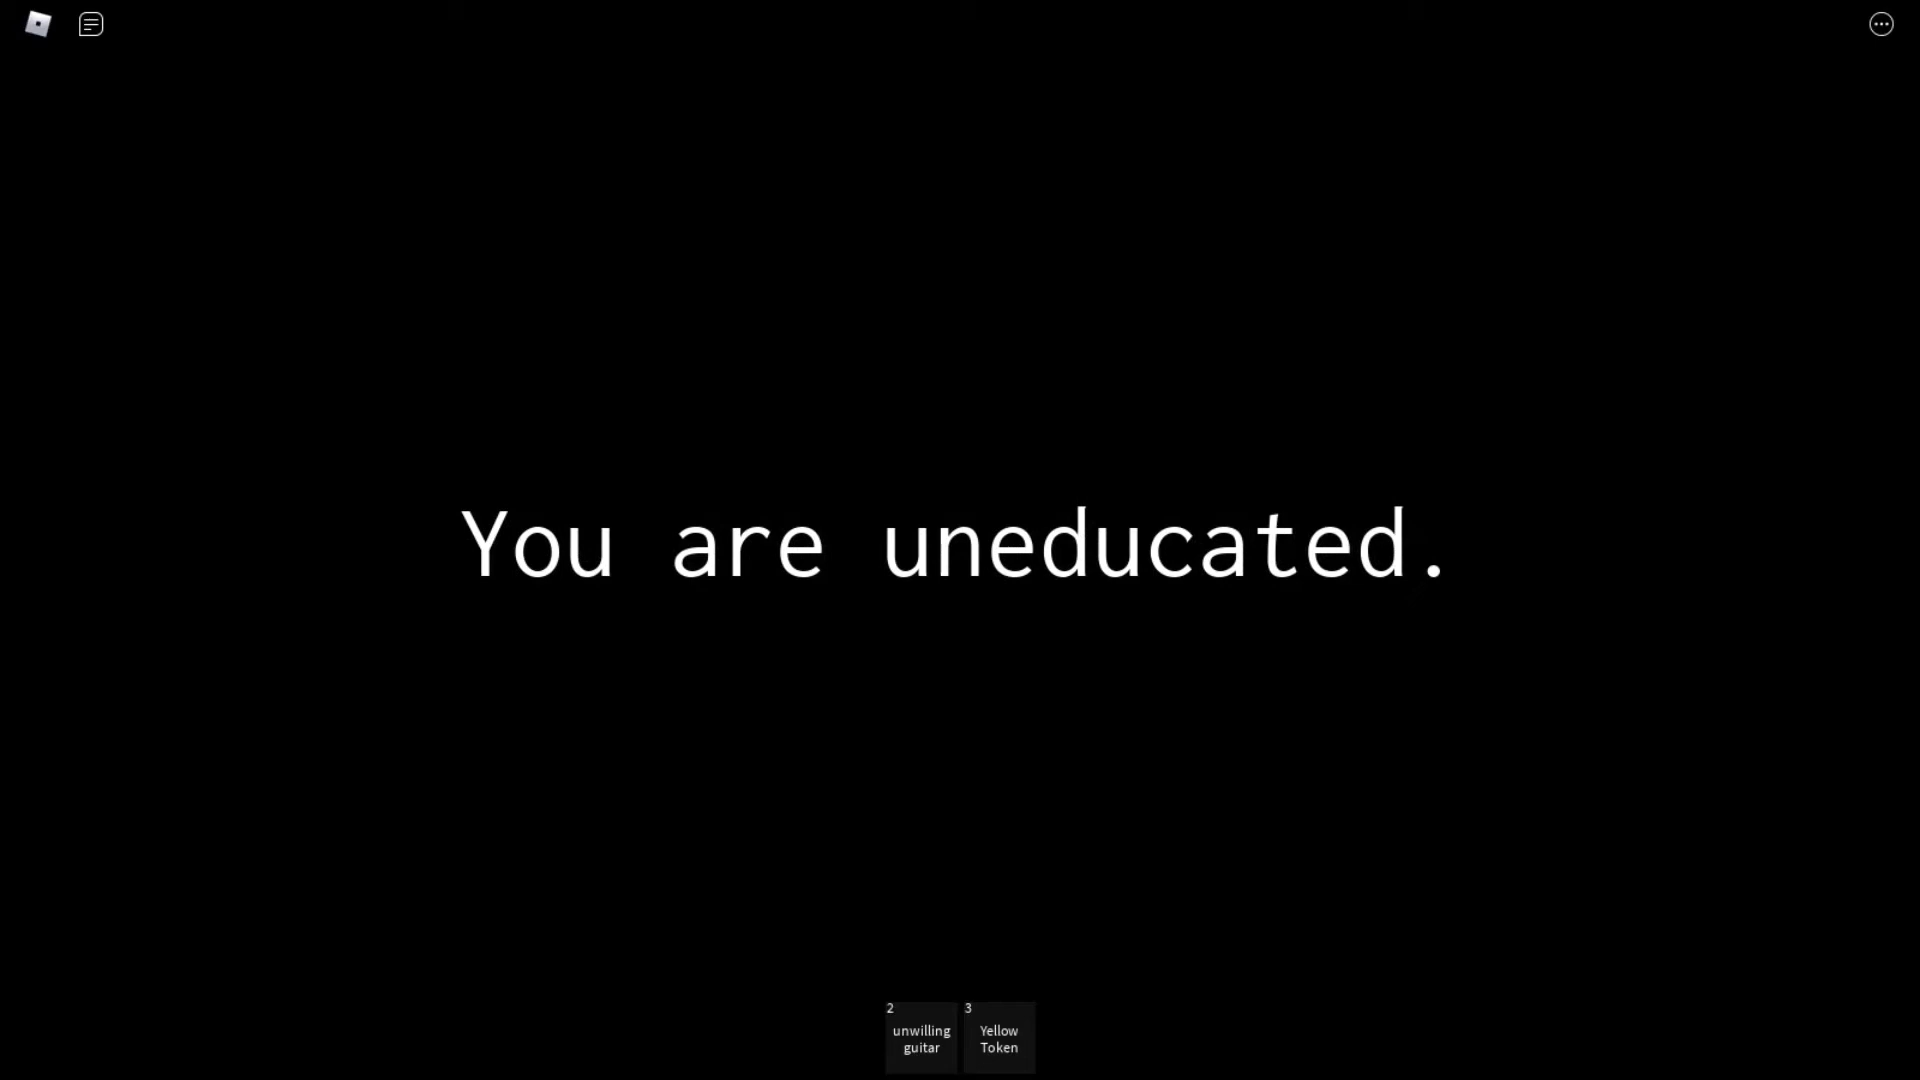 You are uneducated.
2
unwilling
guitar
3
Yellow
Token